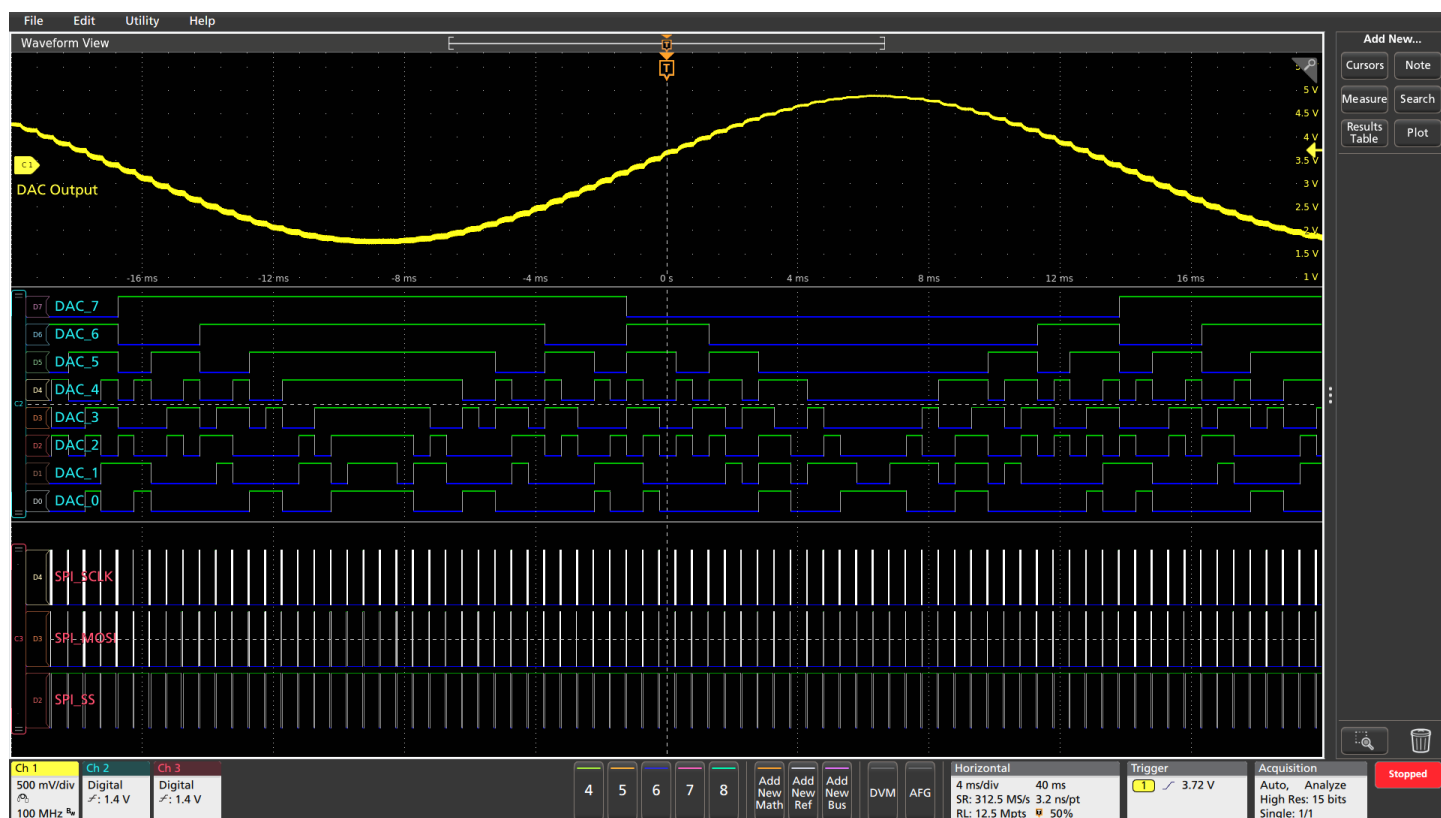 File Edit Utility Help
Waveform View
Add New...
Cursors Note
Measure Search
Results Table Plot
T
T
5 V
4.5 V
4 V
3.5 V
3 V
2.5 V
2 V
1.5 V
1 V
C1
DAC Output
-16 ms -12 ms -8 ms -4 ms 0 s 4 ms 8 ms 12 ms 16 ms
D7 DAC_7
D6 DAC_6
D5 DAC_5
D4 DAC_4
C2
D3 DAC_3
D2 DAC_2
D1 DAC_1
D0 DAC_0
D4 SPI_SCLK
C3 D3 SPI_MOSI
D2 SPI_SS
Ch 1
500 mV/div
100 MHz Bw
Ch 2
Digital
: 1.4 V
Ch 3
Digital
: 1.4 V
4 5 6 7 8
Add New Math
Add New Ref
Add New Bus
DVM AFG
Horizontal
4 ms/div 40 ms
SR: 312.5 MS/s 3.2 ns/pt
RL: 12.5 Mpts 50%
Trigger
1 3.72 V
Acquisition
Auto, Analyze
High Res: 15 bits
Single: 1/1
Stopped